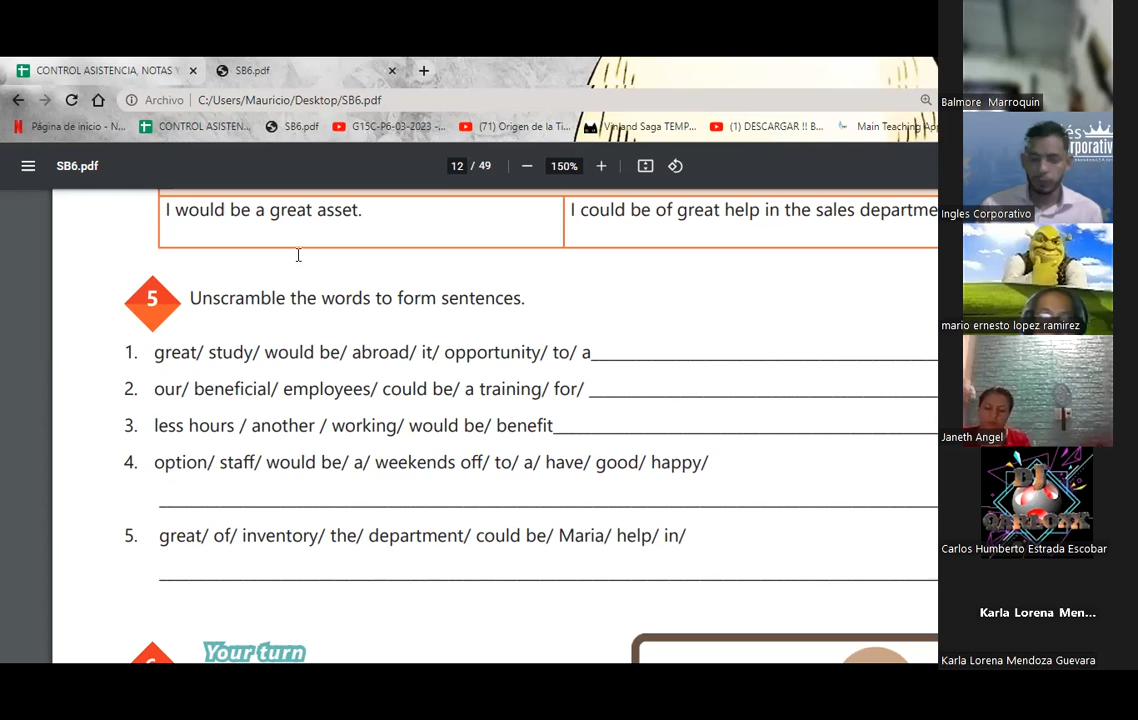 CONTROL ASISTENCIA, NOTAS Y
SB6.pdf
Archivo
C:/Users/Mauricio/Desktop/SB6.pdf
Página de inicio - N...
CONTROL ASISTEN...
SB6.pdf
G15C-P6-03-2023 -...
(71) Origen de la Ti...
Vinland Saga TEMP...
(1) DESCARGAR !! B...
Main Teaching Ap
SB6.pdf
12 / 49
150%
I would be a great asset.
I could be of great help in the sales departme
5
Unscramble the words to form sentences.
1. great/ study/ would be/ abroad/ it/ opportunity/ to/ a
2. our/ beneficial/ employees/ could be/ a training/ for/
3. less hours / another / working/ would be/ benefit
4. option/ staff/ would be/ a/ weekends off/ to/ a/ have/ good/ happy/
5. great/ of/ inventory/ the/ department/ could be/ Maria/ help/ in/
Your turn
Balmore Marroquin
Ingles Corporativo
mario ernesto lopez ramirez
Janeth Angel
DJ
QARLOXX
Carlos Humberto Estrada Escobar
Karla Lorena Men...
Karla Lorena Mendoza Guevara